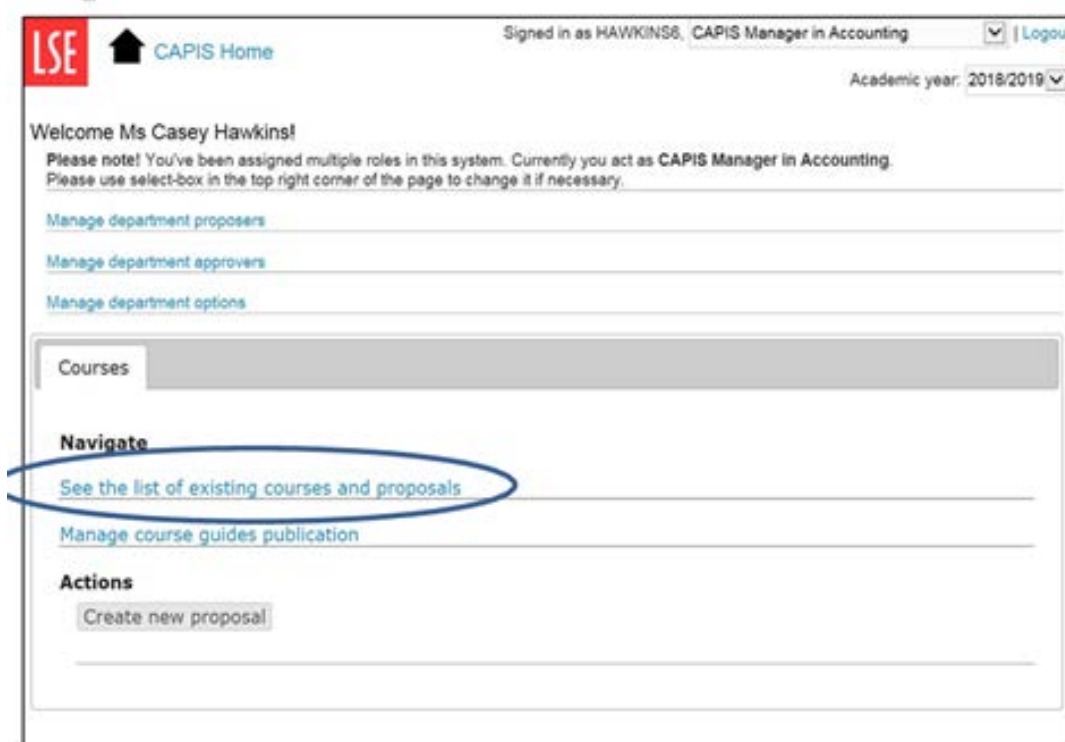 LSE
CAPIS Home
Signed in as HAWKINS6, CAPIS Manager in Accounting | Logou
Academic year: 2018/2019
Welcome Ms Casey Hawkins!
Please note! You've been assigned multiple roles in this system. Currently you act as CAPIS Manager in Accounting.
Please use select-box in the top right corner of the page to change it if necessary.
Manage department proposers
Manage department approvers
Manage department options
Courses
Navigate
See the list of existing courses and proposals
Manage course guides publication
Actions
Create new proposal